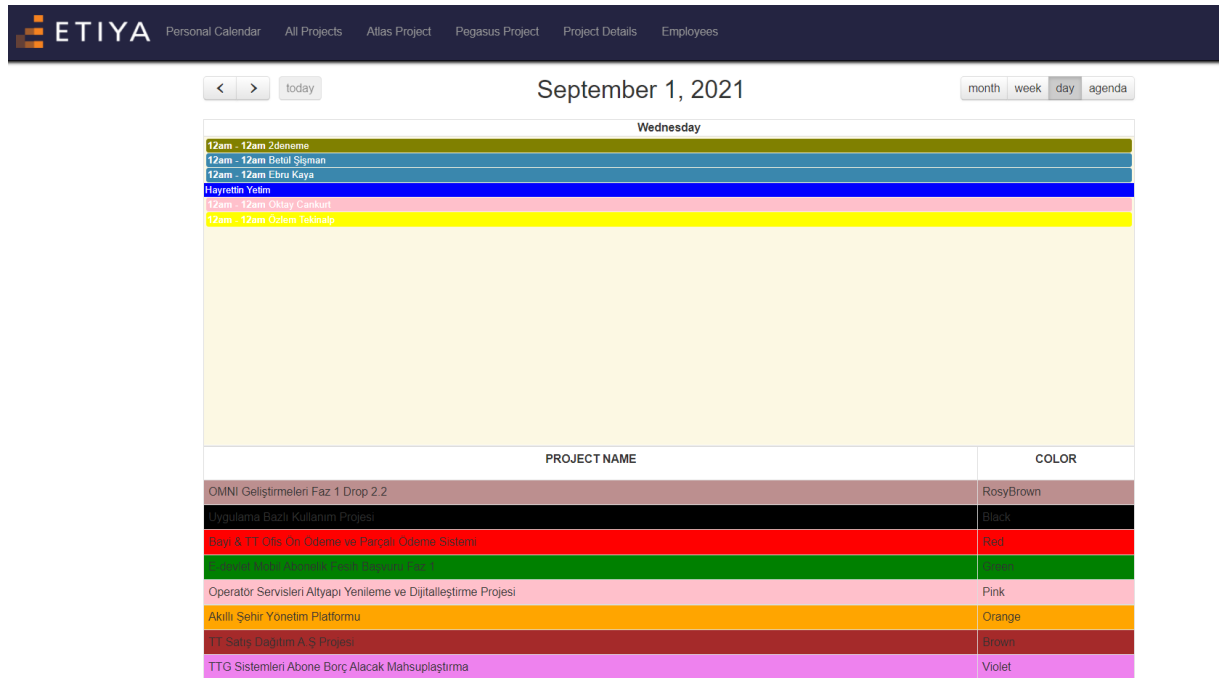 ETIYA Personal Calendar All Projects Atlas Project Pegasus Project Project Details Employees
< > today September 1, 2021 month week day agenda
Wednesday
12am - 12am 2deneme
12am - 12am Betül Şişman
12am - 12am Ebru Kaya
Hayrettin Yetim
12am - 12am Oktay Cankurt
12am - 12am Özlem Tekinalp
PROJECT NAME COLOR
OMNI Geliştirmeleri Faz 1 Drop 2.2 RosyBrown
Uygulama Bazlı Kullanım Projesi Black
Bayi & TT Ofis Ön Ödeme ve Parçalı Ödeme Sistemi Red
E-devlet Mobil Abonelik Fesih Başvuru Faz 1 Green
Operatör Servisleri Altyapı Yenileme ve Dijitalleştirme Projesi Pink
Akıllı Şehir Yönetim Platformu Orange
TT Satış Dağıtım A.Ş Projesi Brown
TTG Sistemleri Abone Borç Alacak Mahsuplaştırma Violet